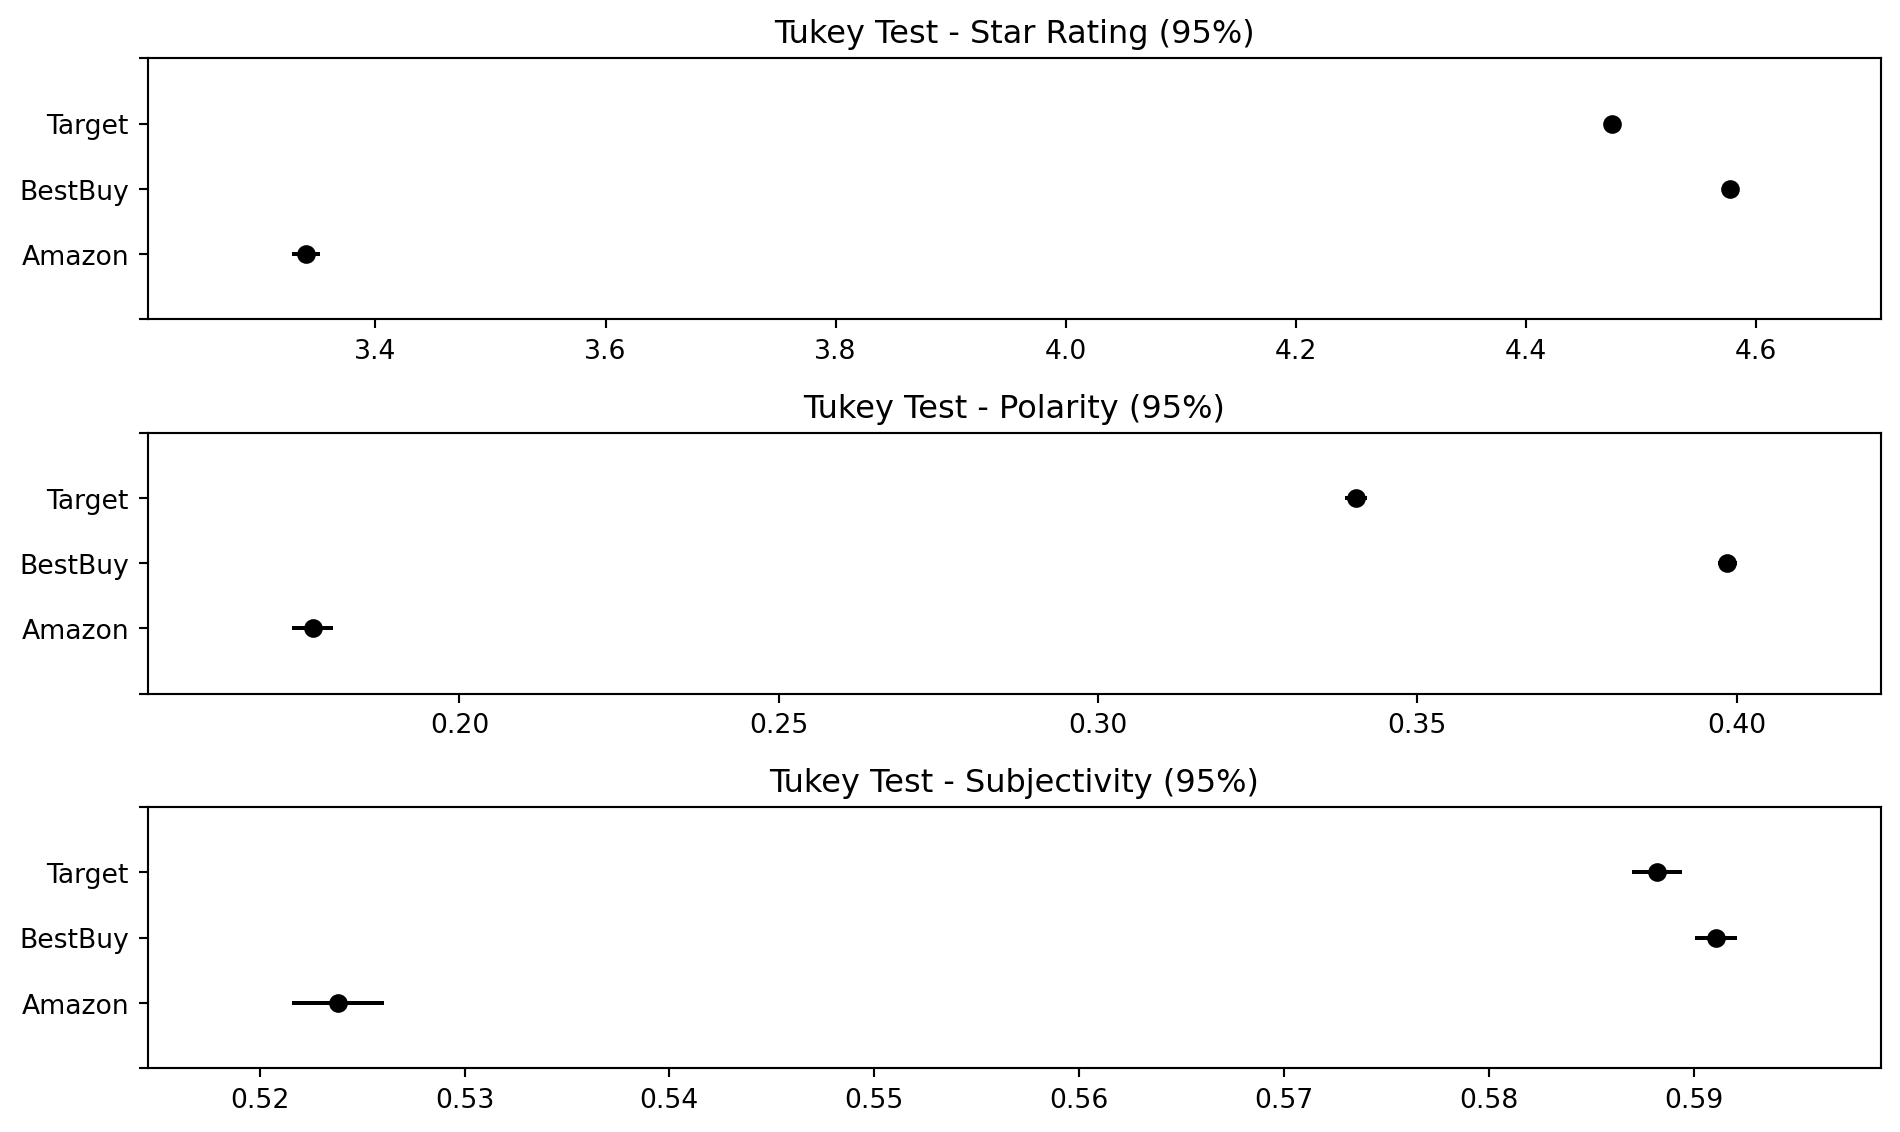 Tukey Test - Star Rating (95%)
Target
BestBuy
Amazon
3.4 3.6 3.8 4.0 4.2 4.4 4.6
Tukey Test - Polarity (95%)
Target
BestBuy
Amazon
0.20 0.25 0.30 0.35 0.40
Tukey Test - Subjectivity (95%)
Target
BestBuy
Amazon
0.52 0.53 0.54 0.55 0.56 0.57 0.58 0.59